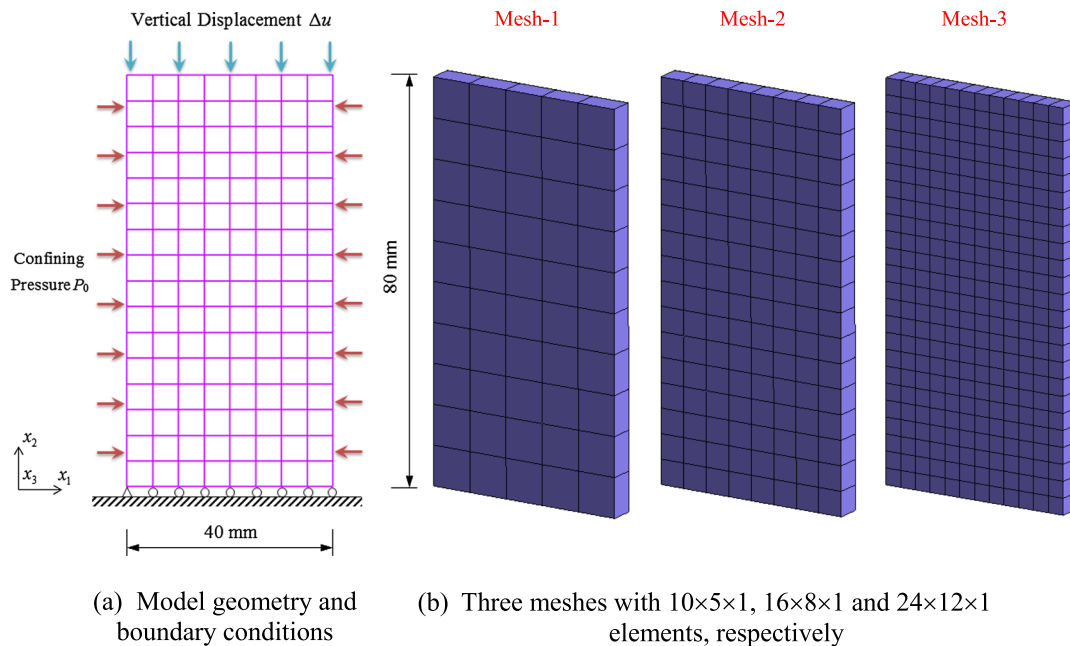 Vertical Displacement Δu
Confining
Pressure P₀
x₂
x₃ x₁
40 mm
80 mm
Mesh-1
Mesh-2
Mesh-3
(a) Model geometry and
boundary conditions
(b) Three meshes with 10×5×1, 16×8×1 and 24×12×1
elements, respectively